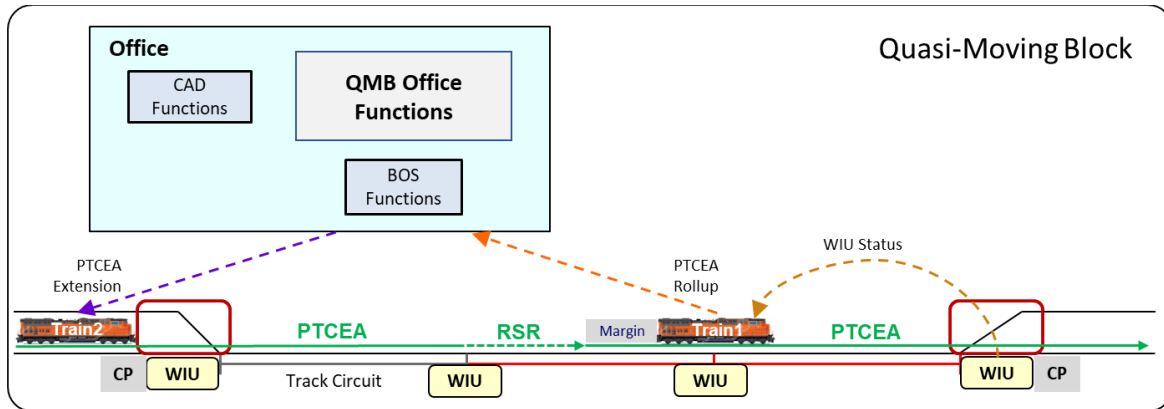 Quasi-Moving Block
Office
CAD
Functions
QMB Office
Functions
BOS
Functions
PTCEA
Extension
PTCEA
Rollup
WIU Status
Train2
PTCEA
RSR
Margin
Train1
PTCEA
CP
WIU
Track Circuit
WIU
WIU
WIU
CP